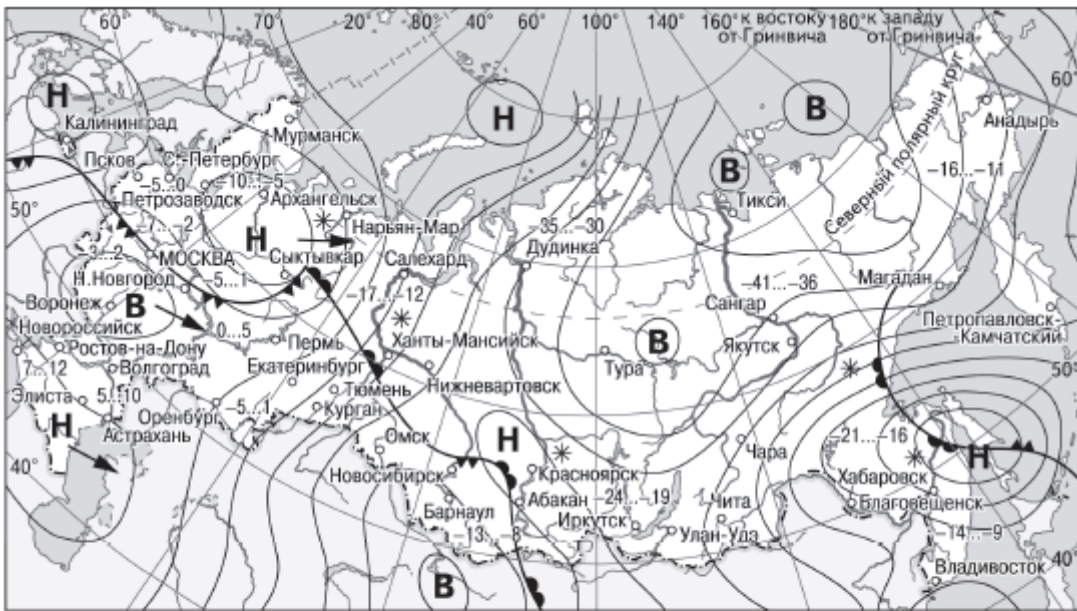 60° 70° 20° 30° 40° 60° 100° 140° 160° к востоку 180° к западу
от Гринвича от Гринвича
60°
Н
Калининград
Мурманск
Н
В
Северный полярный круг
Анадырь
Псков
С.-Петербург
–5...0
–10...–5
Петрозаводск
Архангельск
В
Тикси
–16...–11
50°
Нарьян-Мар
–35...–30
Дудинка
Н
–7...–2
–3...2
МОСКВА
Сыктывкар
Салехард
Н.Новгород
–5...1
–17...–12
–41...–36
Магадан
Воронеж
В
Сангар
Новороссийск
0...5
Петропавловск-
Камчатский
Ростов-на-Дону
Пермь
Ханты-Мансийск
В
Якутск
Волгоград
Екатеринбург
Тура
50°
7...12
Тюмень
Нижневартовск
Элиста
5...10
Оренбург
–5...1
Курган
Н
Астрахань
Омск
Н
Чара
–21...–16
Н
40°
Новосибирск
Красноярск
Хабаровск
Барнаул
Абакан
–24...–19
Чита
Благовещенск
–13...–8
Иркутск
Улан-Удэ
–14...–9
В
Владивосток
40°